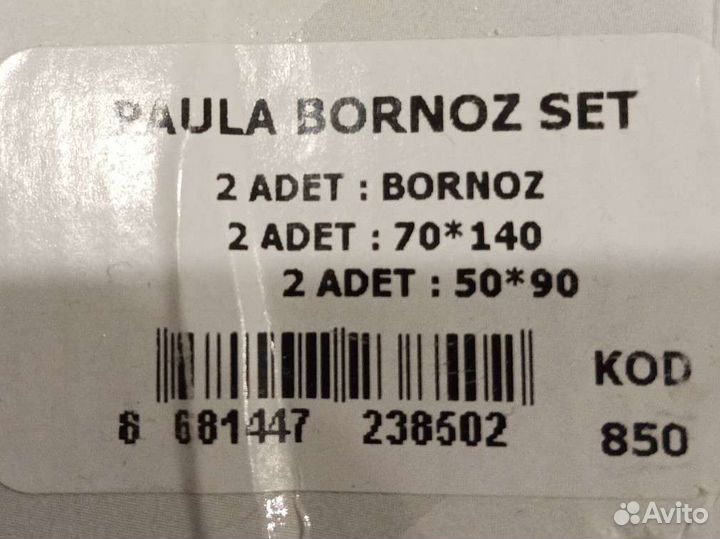 PAULA BORNOZ SET
2 ADET : BORNOZ
2 ADET : 70*140
2 ADET : 50*90
KOD
850
8 681447 238502
Avito